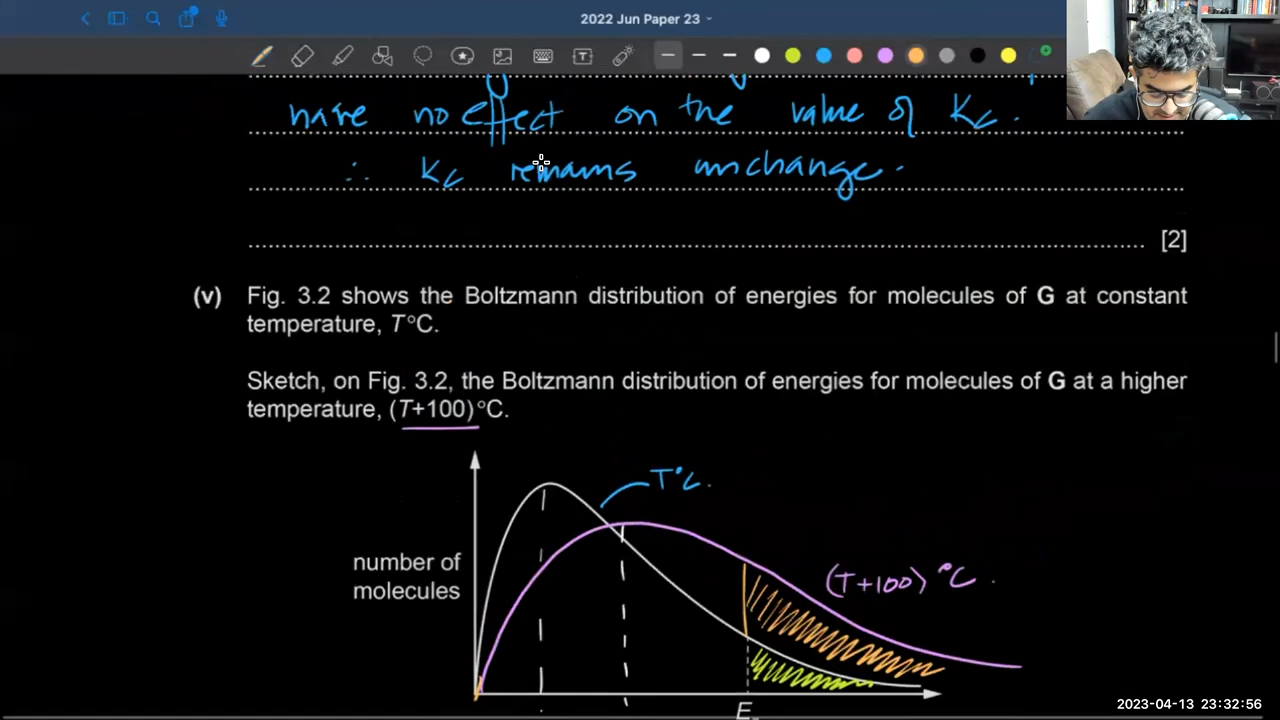 2022 Jun Paper 23
have no effect on the value of Kc.
∴ Kc remains unchange.
[2]
(v) Fig. 3.2 shows the Boltzmann distribution of energies for molecules of G at constant
temperature, T°C.
Sketch, on Fig. 3.2, the Boltzmann distribution of energies for molecules of G at a higher
temperature, (T+100)°C.
T°C.
number of
molecules
(T+100)°C.
E
2023-04-13 23:32:56